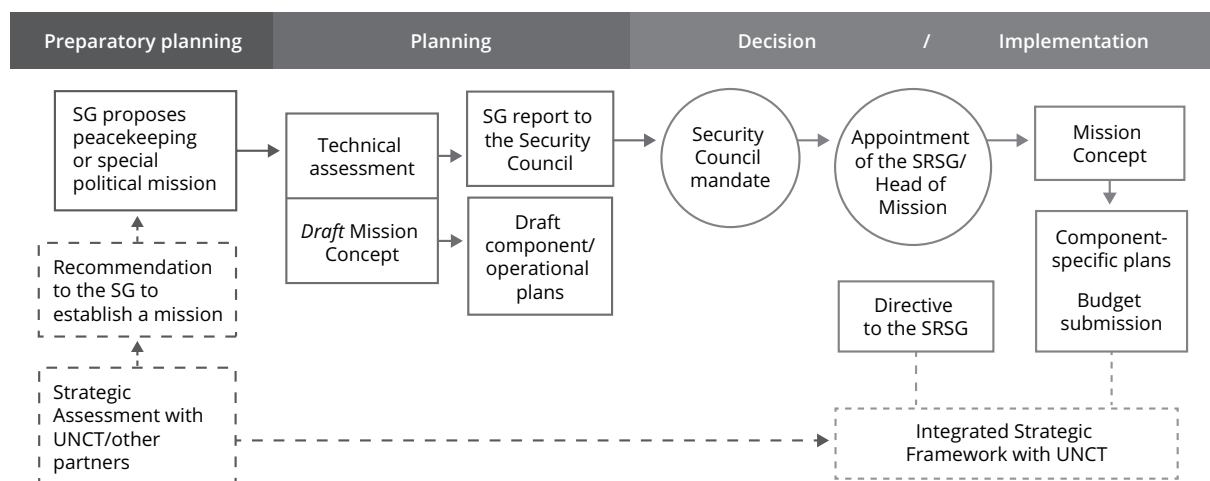 Preparatory planning
Planning
Decision / Implementation
SG proposes
peacekeeping
or special
political mission
Recommendation
to the SG to
establish a mission
Strategic
Assessment with
UNCT/other
partners
Technical
assessment
Draft Mission
Concept
SG report to
the Security
Council
Draft
component/
operational
plans
Security
Council
mandate
Appointment
of the SRSG/
Head of
Mission
Directive
to the SRSG
Mission
Concept
Component-
specific plans
Budget
submission
Integrated Strategic
Framework with UNCT